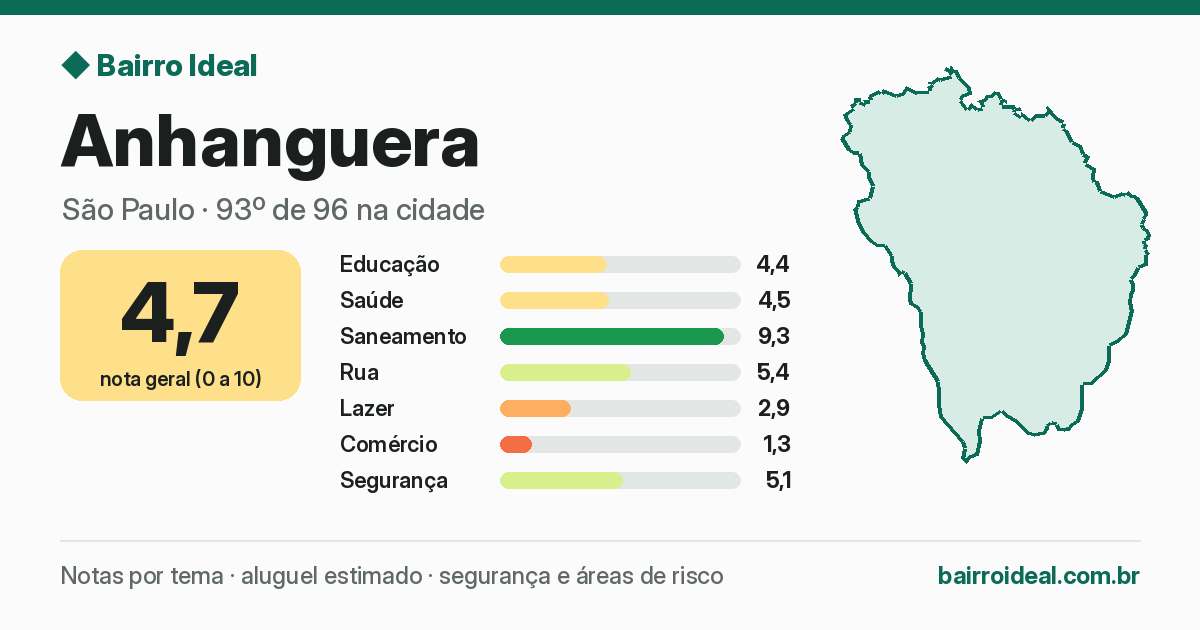 Bairro Ideal
Anhanguera
São Paulo · 93º de 96 na cidade
4,7
nota geral (0 a 10)
Educação 4,4
Saúde 4,5
Saneamento 9,3
Rua 5,4
Lazer 2,9
Comércio 1,3
Segurança 5,1
Notas por tema · aluguel estimado · segurança e áreas de risco
bairroideal.com.br